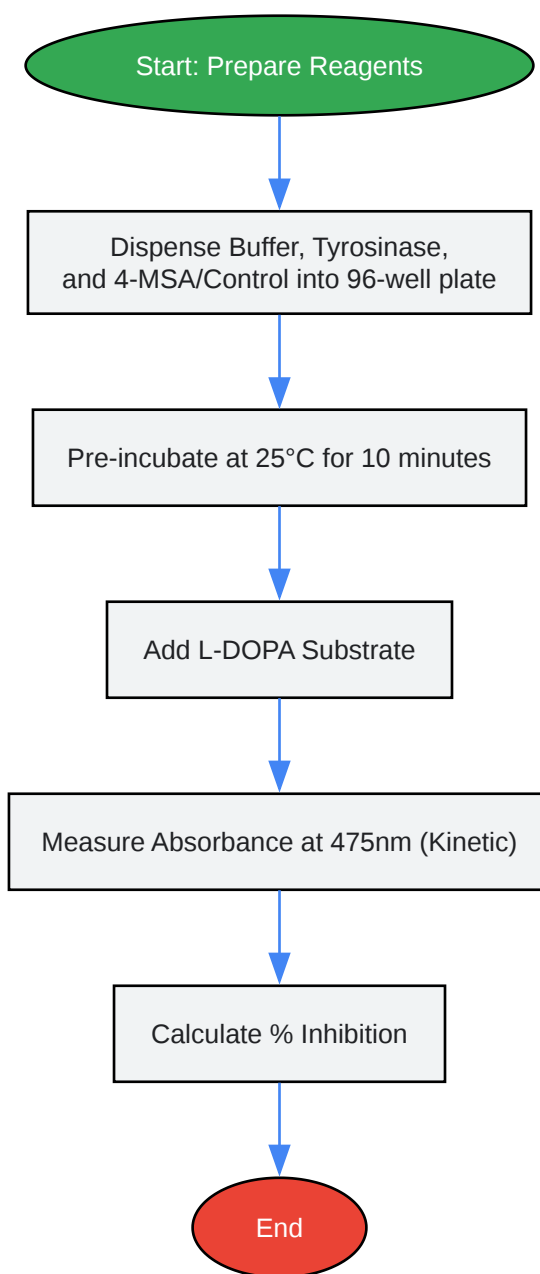 Start: Prepare Reagents
Dispense Buffer, Tyrosinase,
and 4-MSA/Control into 96-well plate
Pre-incubate at 25°C for 10 minutes
Add L-DOPA Substrate
Measure Absorbance at 475nm (Kinetic)
Calculate % Inhibition
End